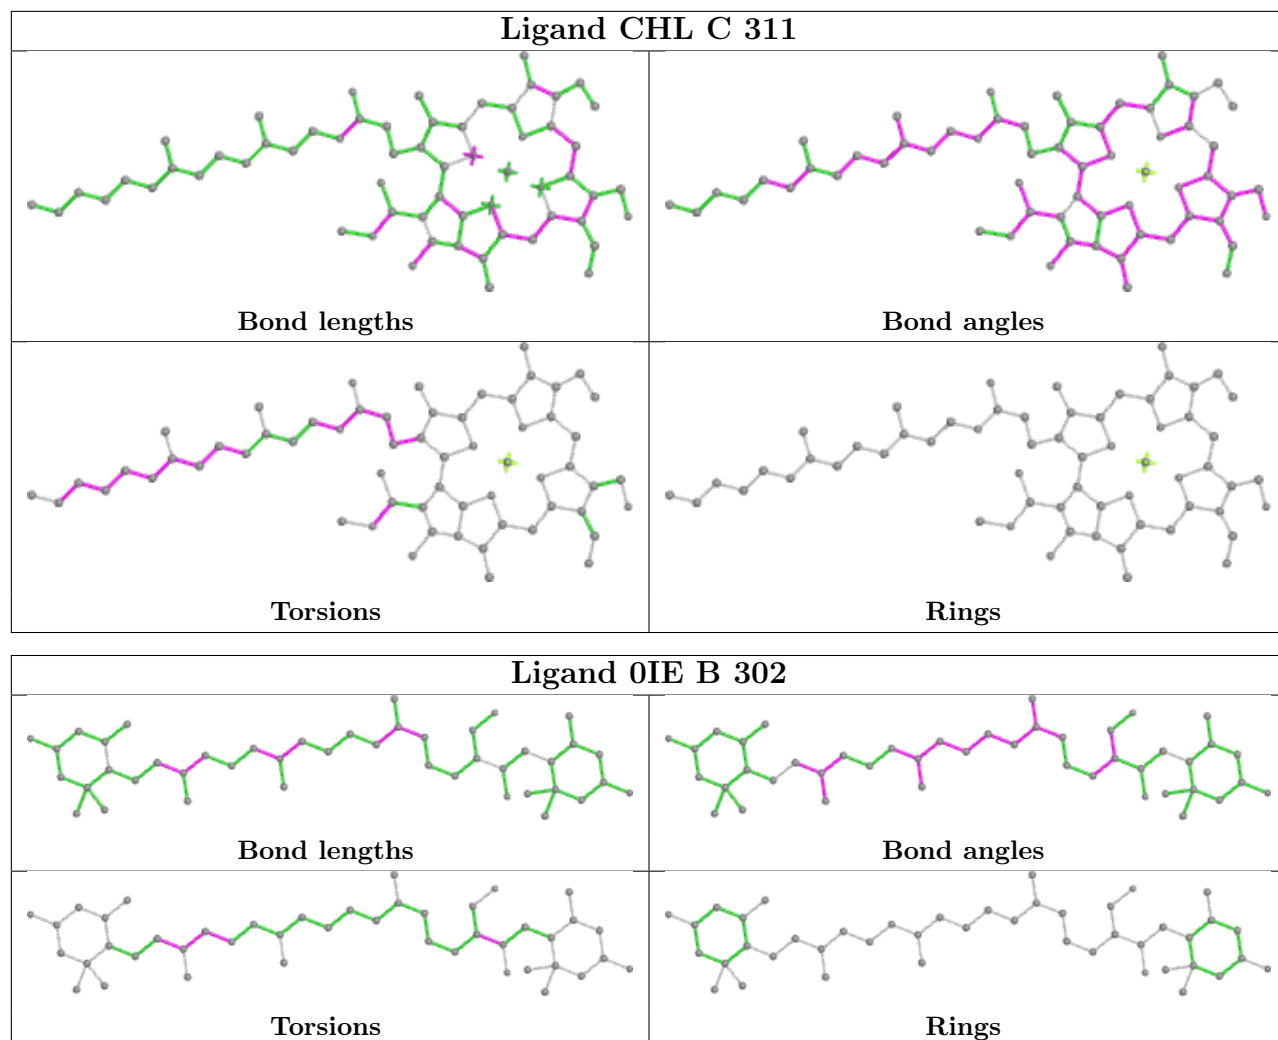 Ligand CHL C 311
Bond lengths
Bond angles
Torsions
Rings
Ligand 0IE B 302
Bond lengths
Bond angles
Torsions
Rings